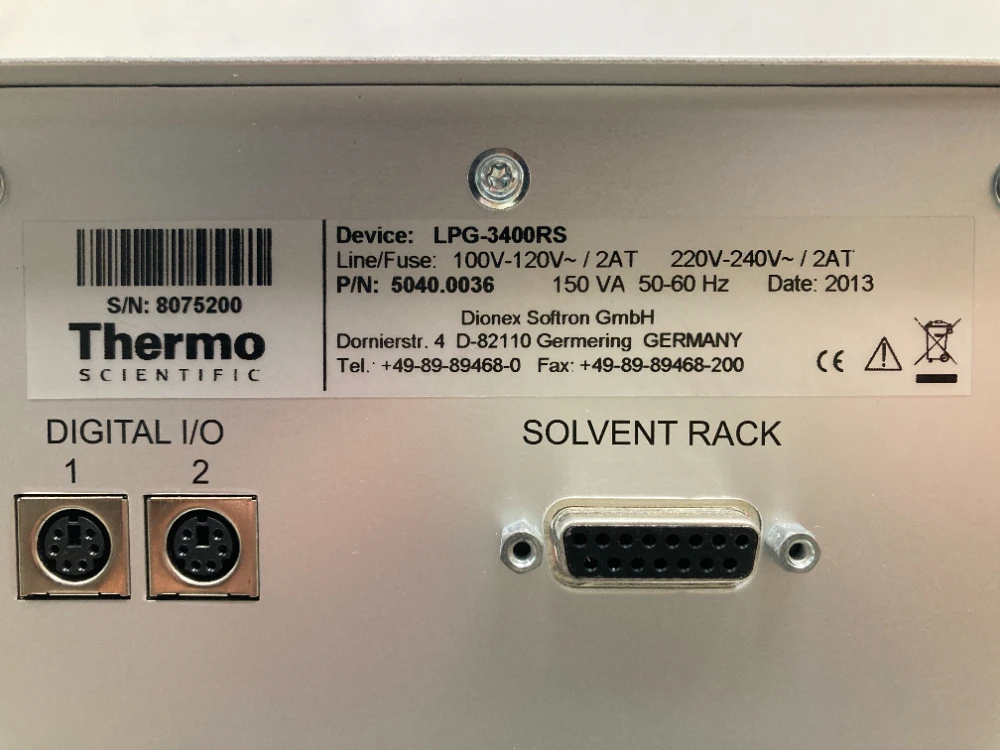 S/N: 8075200
Thermo
SCIENTIFIC
Device: LPG-3400RS
Line/Fuse: 100V-120V~ / 2AT 220V-240V~ / 2AT
P/N: 5040.0036 150 VA 50-60 Hz Date: 2013
Dionex Softron GmbH
Dornierstr. 4 D-82110 Germering GERMANY
Tel.: +49-89-89468-0 Fax: +49-89-89468-200
CE
DIGITAL I/O
1 2
SOLVENT RACK